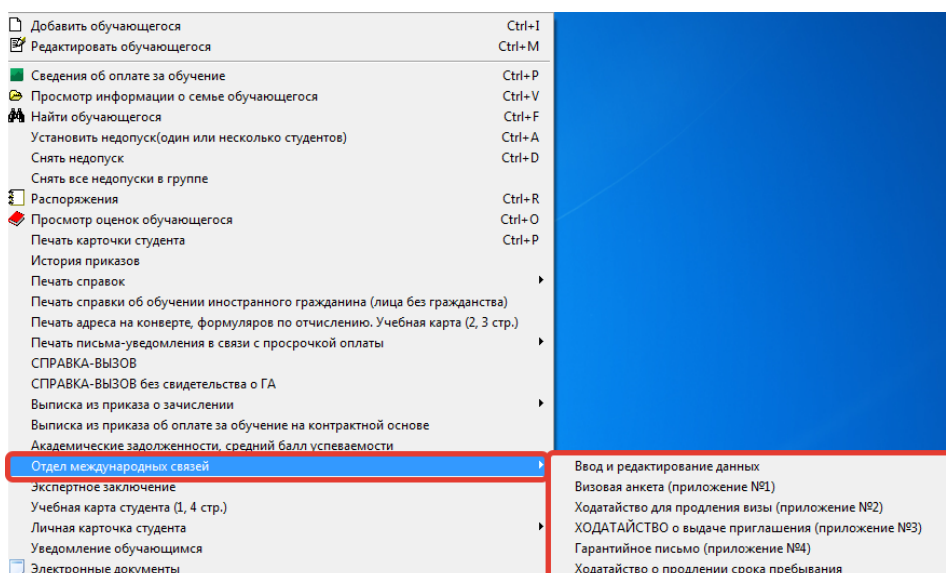 Добавить обучающегося Ctrl+I
Редактировать обучающегося Ctrl+M
Сведения об оплате за обучение Ctrl+P
Просмотр информации о семье обучающегося Ctrl+V
Найти обучающегося Ctrl+F
Установить недопуск(один или несколько студентов) Ctrl+A
Снять недопуск Ctrl+D
Снять все недопуски в группе
Распоряжения Ctrl+R
Просмотр оценок обучающегося Ctrl+O
Печать карточки студента Ctrl+P
История приказов
Печать справок
Печать справки об обучении иностранного гражданина (лица без гражданства)
Печать адреса на конверте, формуляров по отчислению. Учебная карта (2, 3 стр.)
Печать письма-уведомления в связи с просрочкой оплаты
СПРАВКА-ВЫЗОВ
СПРАВКА-ВЫЗОВ без свидетельства о ГА
Выписка из приказа о зачислении
Выписка из приказа об оплате за обучение на контрактной основе
Академические задолженности, средний балл успеваемости
Отдел международных связей
Ввод и редактирование данных
Экспертное заключение
Визовая анкета (приложение №1)
Учебная карта студента (1, 4 стр.)
Ходатайство для продления визы (приложение №2)
Личная карточка студента
ХОДАТАЙСТВО о выдаче приглашения (приложение №3)
Уведомление обучающимся
Гарантийное письмо (приложение №4)
Электронные документы
Ходатайство о продлении срока пребывания